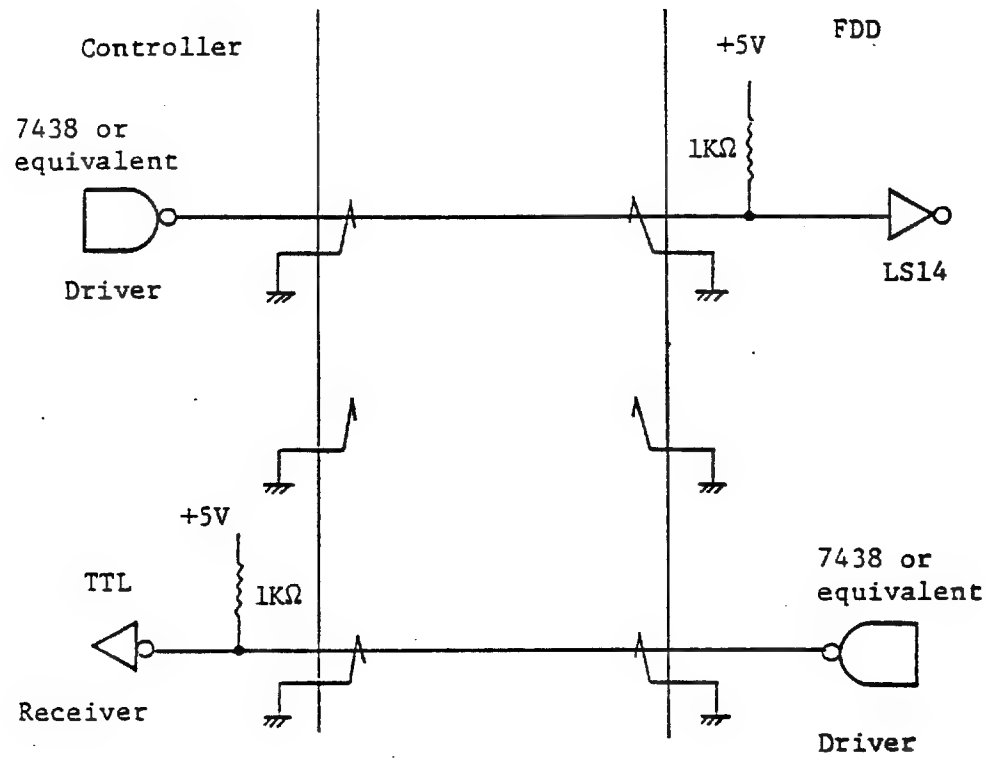 Controller
FDD
+5V
7438 or
equivalent
1KΩ
Driver
LS14
+5V
TTL
1KΩ
7438 or
equivalent
Receiver
Driver